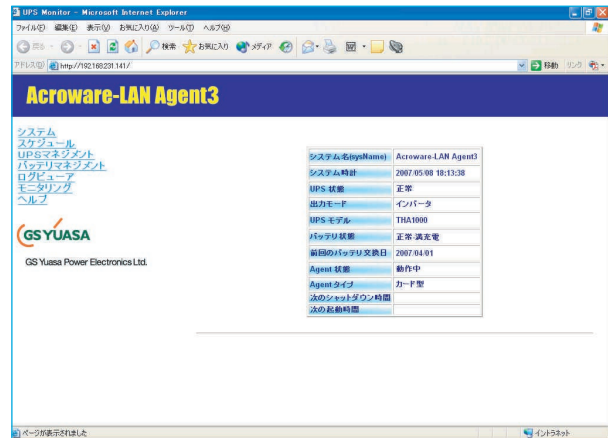 UPS Monitor - Microsoft Internet Explorer
ファイル(F) 編集(E) 表示(V) お気に入り(A) ツール(T) ヘルプ(H)
戻る 検索 お気に入り メディア
アドレス(D) http://192.168.231.141/ 移動 リンク
Acroware-LAN Agent3
システム
スケジュール
UPSマネジメント
バッテリマネジメント
ログビューア
モニタリング
ヘルプ
GS YUASA
GS Yuasa Power Electronics Ltd.
システム名(sysName) Acroware-LAN Agent3
システム時計 2007/05/08 18:13:38
UPS 状態 正常
出力モード インバータ
UPS モデル THA1000
バッテリ状態 正常-満充電
前回のバッテリ交換日 2007/04/01
Agent 状態 動作中
Agent タイプ カード型
次のシャットダウン時間
次の起動時間
ページが表示されました イントラネット